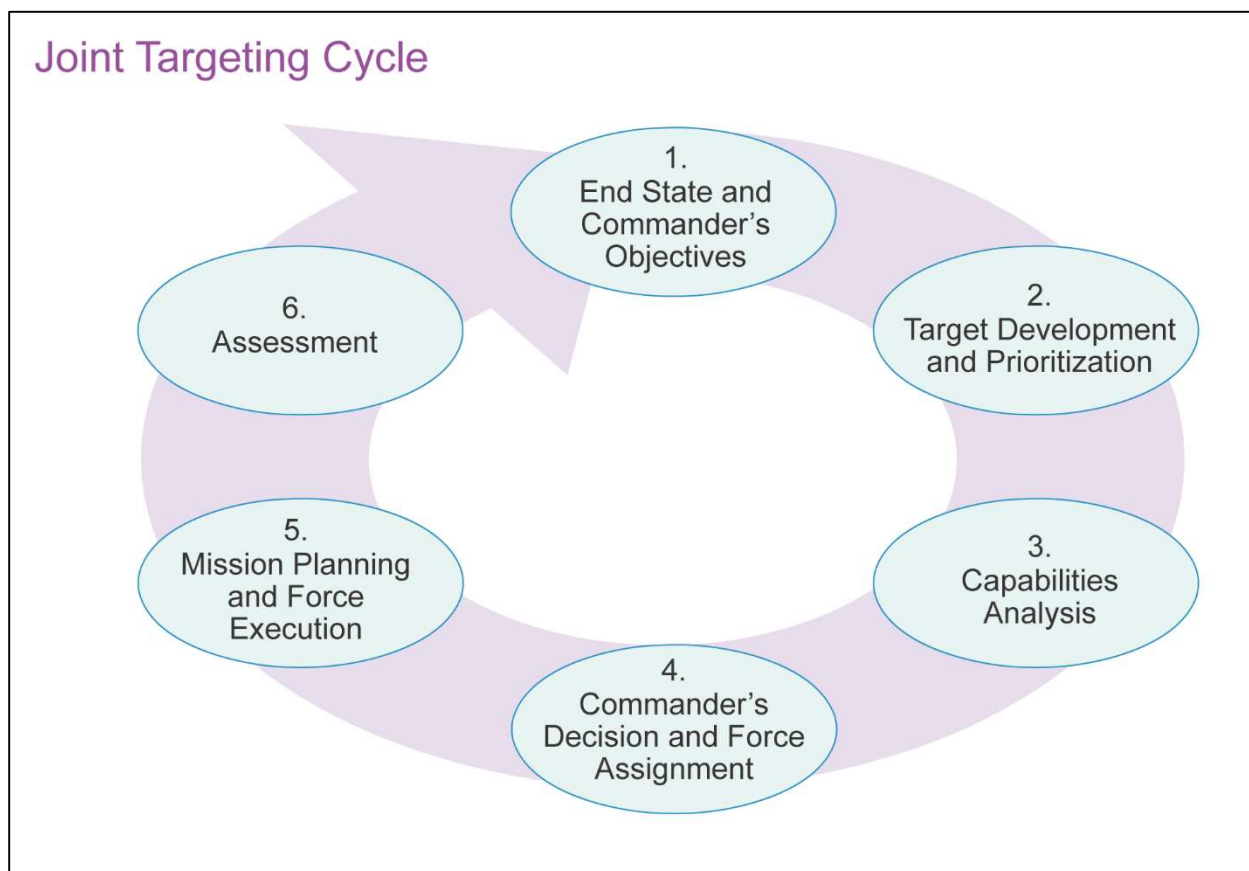 Joint Targeting Cycle
1.
End State and
Commander’s
Objectives
2.
Target Development
and Prioritization
3.
Capabilities
Analysis
4.
Commander’s
Decision and Force
Assignment
5.
Mission Planning
and Force
Execution
6.
Assessment